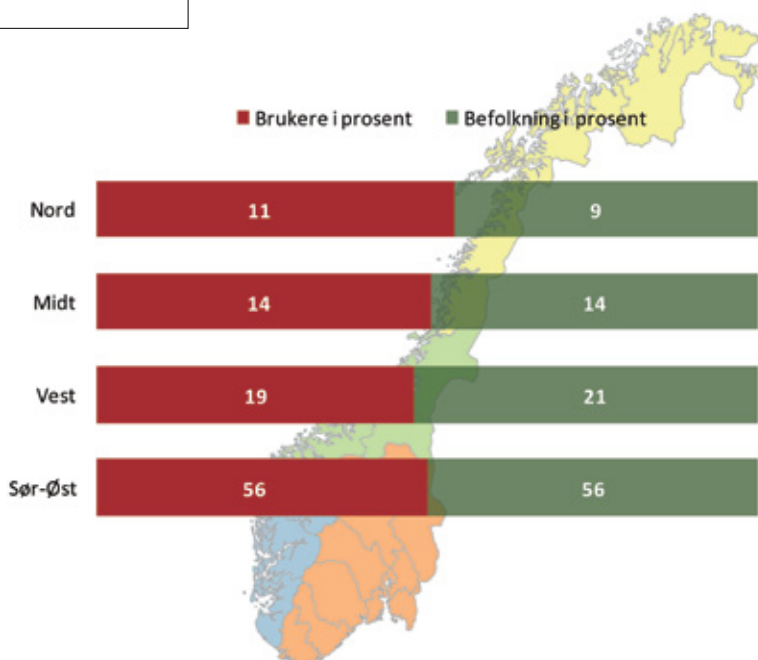 Brukere i prosent Befolkning i prosent
Nord 11 9
Midt 14 14
Vest 19 21
Sør-Øst 56 56